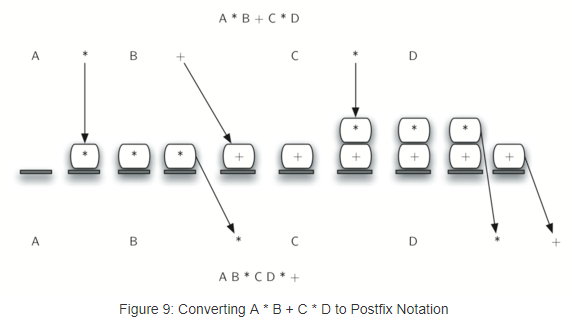 A * B + C * D
A * B + C * D
* * * + + * * *
+ + + +
A B * C D * +
A B * C D * +
Figure 9: Converting A * B + C * D to Postfix Notation